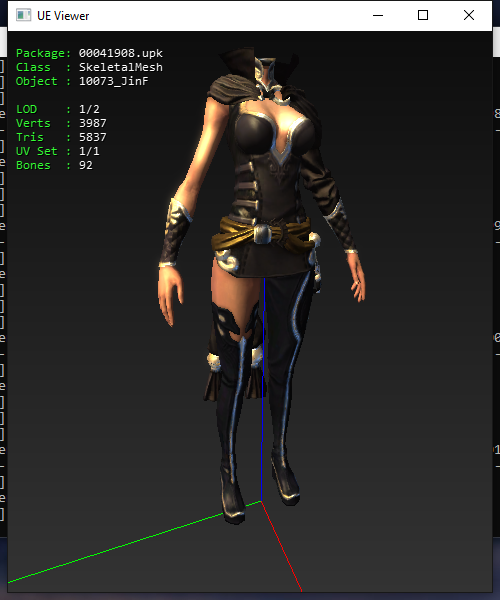 UE Viewer
Package: 00041908.upk
Class  : SkeletalMesh
Object : 10073_JinF
LOD    : 1/2
Verts  : 3987
Tris   : 5837
UV Set : 1/1
Bones  : 92